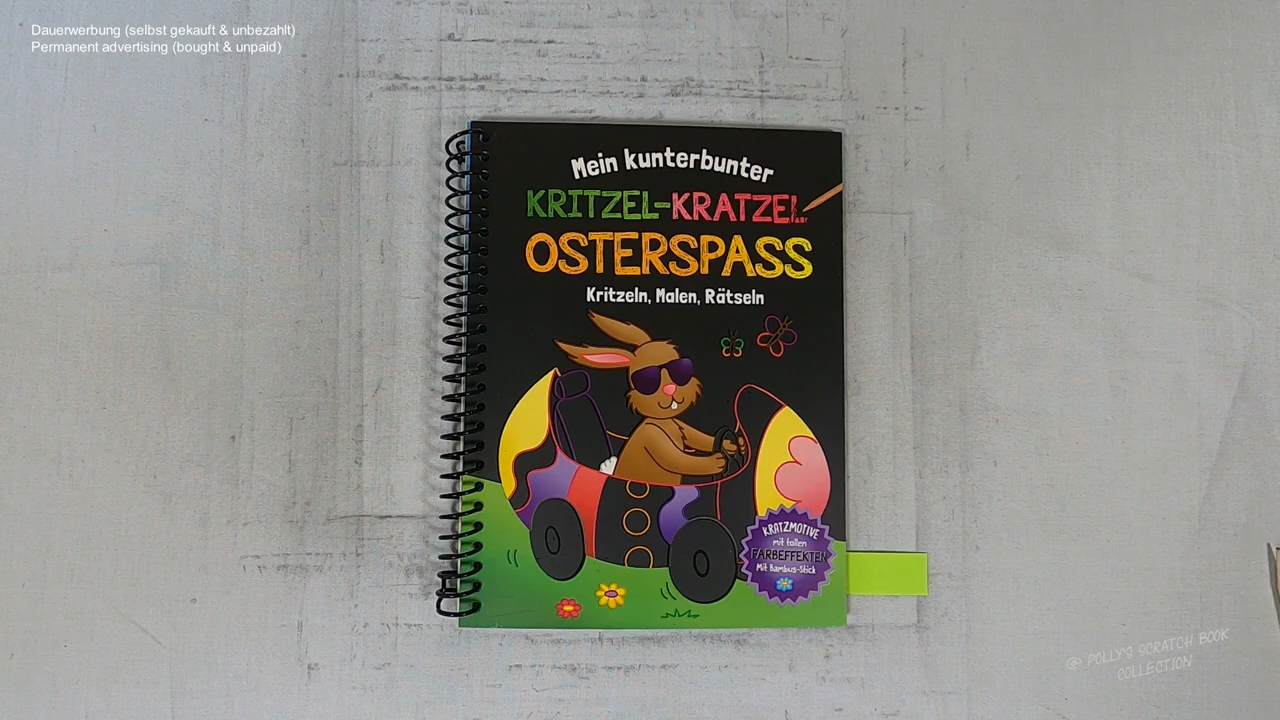 Dauerwerbung (selbst gekauft & unbezahlt)
Permanent advertising (bought & unpaid)
Mein kunterbunter
KRITZEL-KRATZEL
OSTERSPASS
Kritzeln, Malen, Rätseln
KRATZMOTIVE
mit tollen
FARBEFFEKTEN
Mit Bambus-Stick
@ DOLLY'S SCRATCH BOOK
COLLECTION